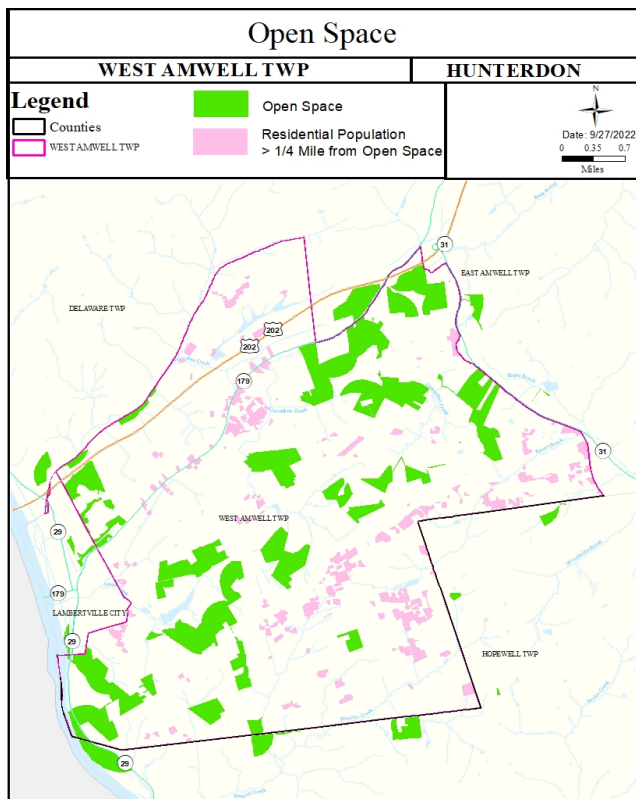 Open Space
WEST AMWELL TWP
HUNTERDON
Legend
Counties
WEST AMWELL TWP
Open Space
Residential Population
> 1/4 Mile from Open Space
N
Date: 9/27/2022
0 0.35 0.7
Miles
31
EAST AMWELL TWP
DELAWARE TWP
202
202
179
31
WEST AMWELL TWP
29
179
LAMBERTVILLE CITY
29
HOPEWELL TWP
29